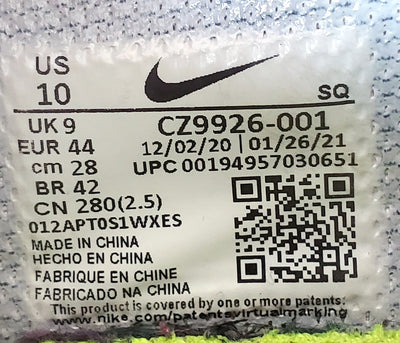 US
10
SQ
UK 9
CZ9926-001
EUR 44
12/02/20 | 01/26/21
cm 28
UPC 00194957030651
BR 42
CN 280(2.5)
012APT0S1WXES
MADE IN CHINA
HECHO EN CHINA
FABRIQUE EN CHINE
FABRICADO NA CHINA
This product is covered by one or more patents:
www.nike.com/patentsvirtualmarking